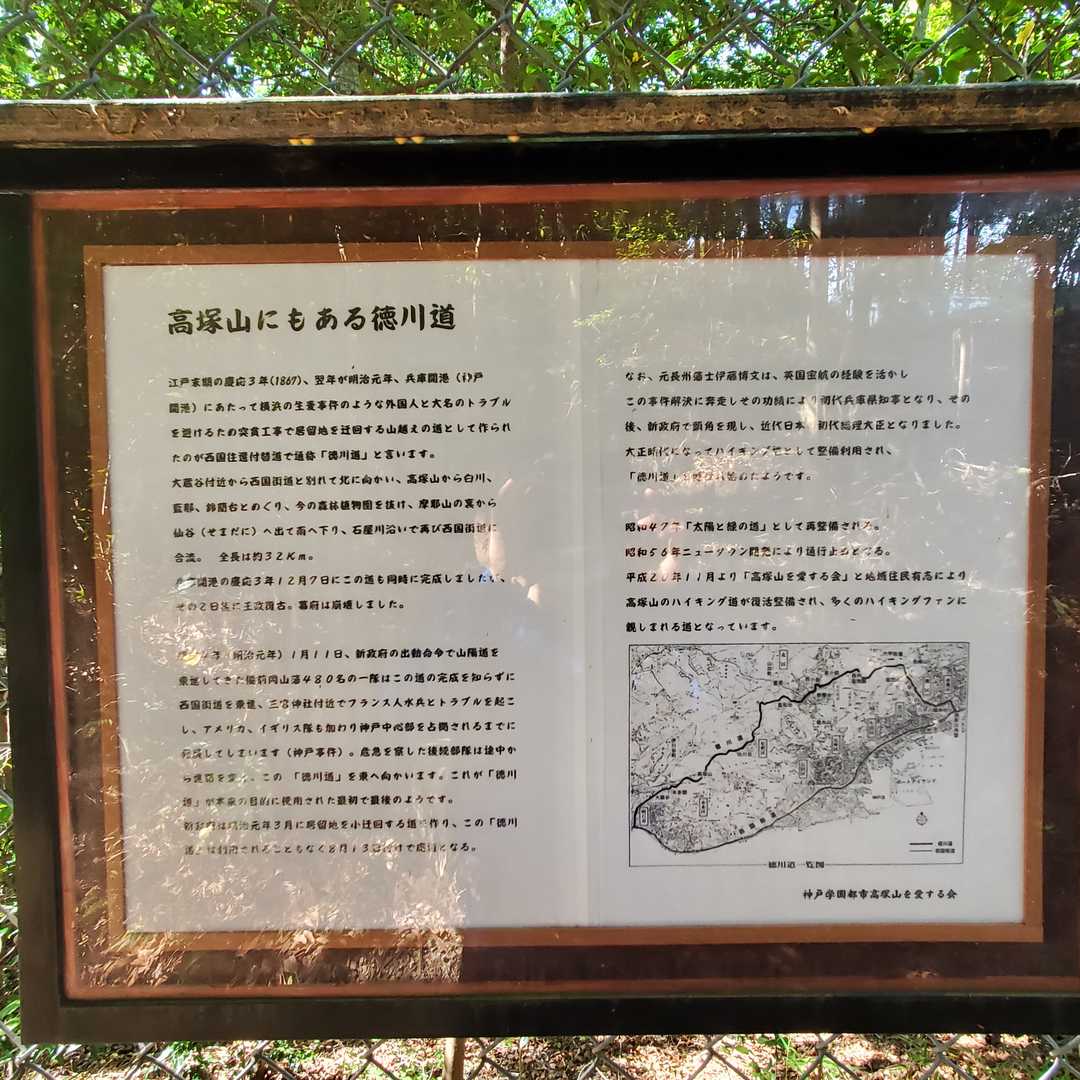 高塚山にもある徳川道
江戸末期の慶応3年(1867)、翌年が明治元年、兵庫開港（神戸
開港）にあたって横浜の生麦事件のような外国人と大名のトラブル
を避けるため突貫工事で居留地を迂回する山越えの道として作られ
たのが西国往還付替道で通称「徳川道」と言います。
大蔵谷付近から西国街道と別れて北に向かい、高塚山から白川、
藍那、鈴蘭台とめぐり、今の森林植物園を抜け、摩耶山の裏から
仙谷（せまだに）へ出て南へ下り、石屋川沿いで再び西国街道に
合流。　全長は約32Km。
開港の慶応3年12月7日にこの道も同時に完成しましたが、
その2日後に王政復古。幕府は崩壊しました。
（明治元年）1月11日、新政府の出動命令で山陽道を
東進してきた備前岡山藩480名の一隊はこの道の完成を知らずに
西国街道を東進、三宮神社付近でフランス人水兵とトラブルを起こ
し、アメリカ、イギリス隊も加わり神戸中心部を占領されるまでに
発展してしまいます（神戸事件）。危急を察した後続部隊は途中か
ら進路を変え、この「徳川道」を東へ向かいます。これが「徳川
道」が本来の目的に使用された最初で最後のようです。
新政府は明治元年3月に居留地を小迂回する道を作り、この「徳川
道」は利用されることもなく8月13日付けで廃道となる。
なお、元長州藩士伊藤博文は、英国密航の経験を活かし
この事件解決に奔走しその功績により初代兵庫県知事となり、その
後、新政府で頭角を現し、近代日本の初代総理大臣となりました。
大正時代になってハイキング道として整備利用され、
「徳川道」と呼ばれ始めたようです。
昭和47年「太陽と緑の道」として再整備される。
昭和56年ニュータウン開発により通行止めとなる。
11月より「高塚山を愛する会」と地域住民有志により
高塚山のハイキング道が復活整備され、多くのハイキングファンに
親しまれる道となっています。
徳川道
西国街道
徳川道一覧図
神戸学園都市高塚山を愛する会